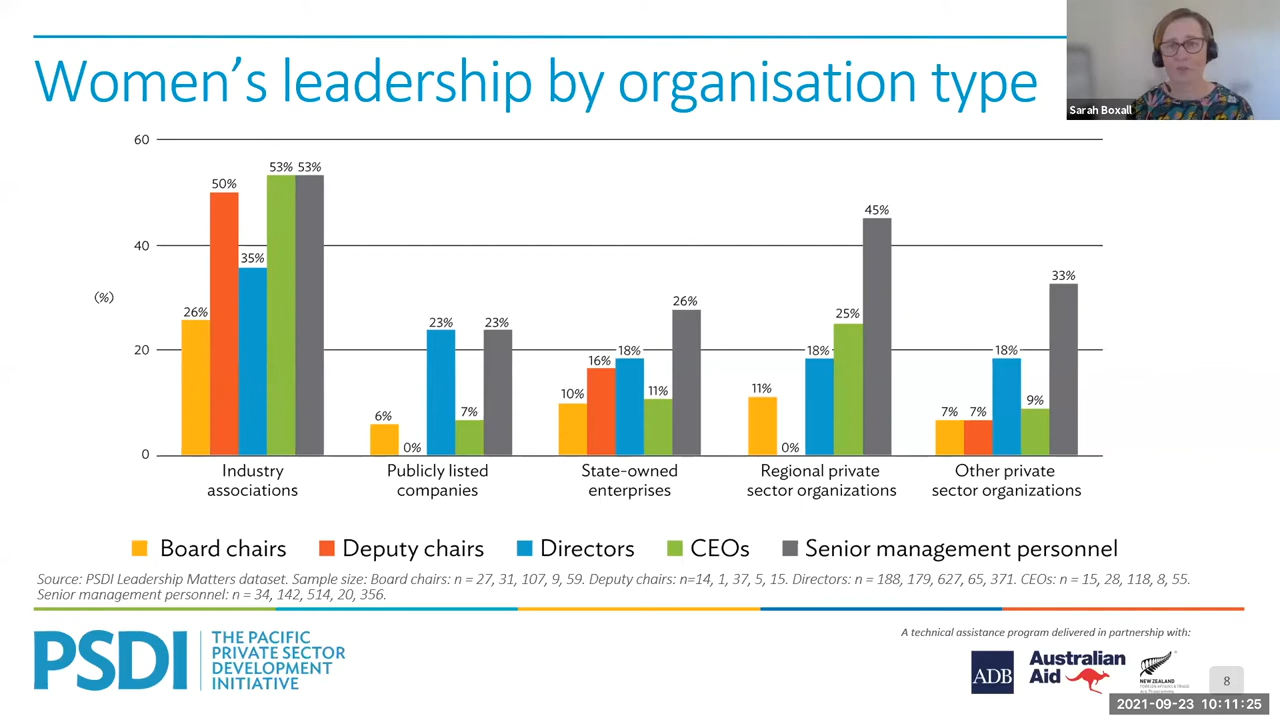 Women's leadership by organisation type
Sarah Boxall
60
40
(%)
20
0
26%
50%
35%
53%
53%
6%
0%
23%
7%
23%
10%
16%
18%
11%
26%
11%
0%
18%
25%
45%
7%
7%
18%
9%
33%
Industry
associations
Publicly listed
companies
State-owned
enterprises
Regional private
sector organizations
Other private
sector organizations
Board chairs
Deputy chairs
Directors
CEOs
Senior management personnel
Source: PSDI Leadership Matters dataset. Sample size: Board chairs: n = 27, 31, 107, 9, 59. Deputy chairs: n=14, 1, 37, 5, 15. Directors: n = 188, 179, 627, 65, 371. CEOs: n = 15, 28, 118, 8, 55.
Senior management personnel: n = 34, 142, 514, 20, 356.
PSDI
THE PACIFIC
PRIVATE SECTOR
DEVELOPMENT
INITIATIVE
A technical assistance program delivered in partnership with:
ADB
Australian
Aid
NEW ZEALAND
8
2021-09-23 10:11:25